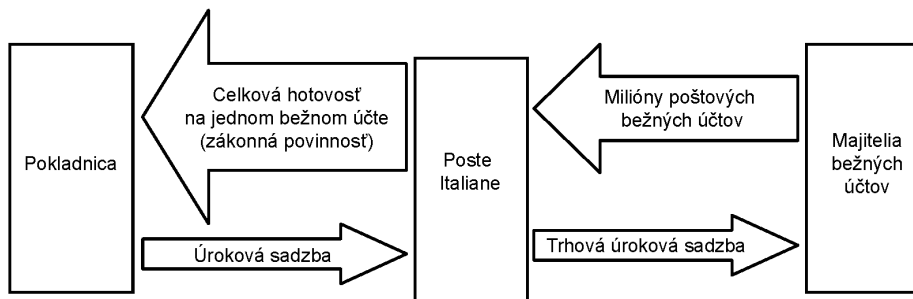 Pokladnica
Celková hotovosť
na jednom bežnom účte
(zákonná povinnosť)
Úroková sadzba
Poste
Italiane
Milióny poštových
bežných účtov
Trhová úroková sadzba
Majitelia
bežných
účtov